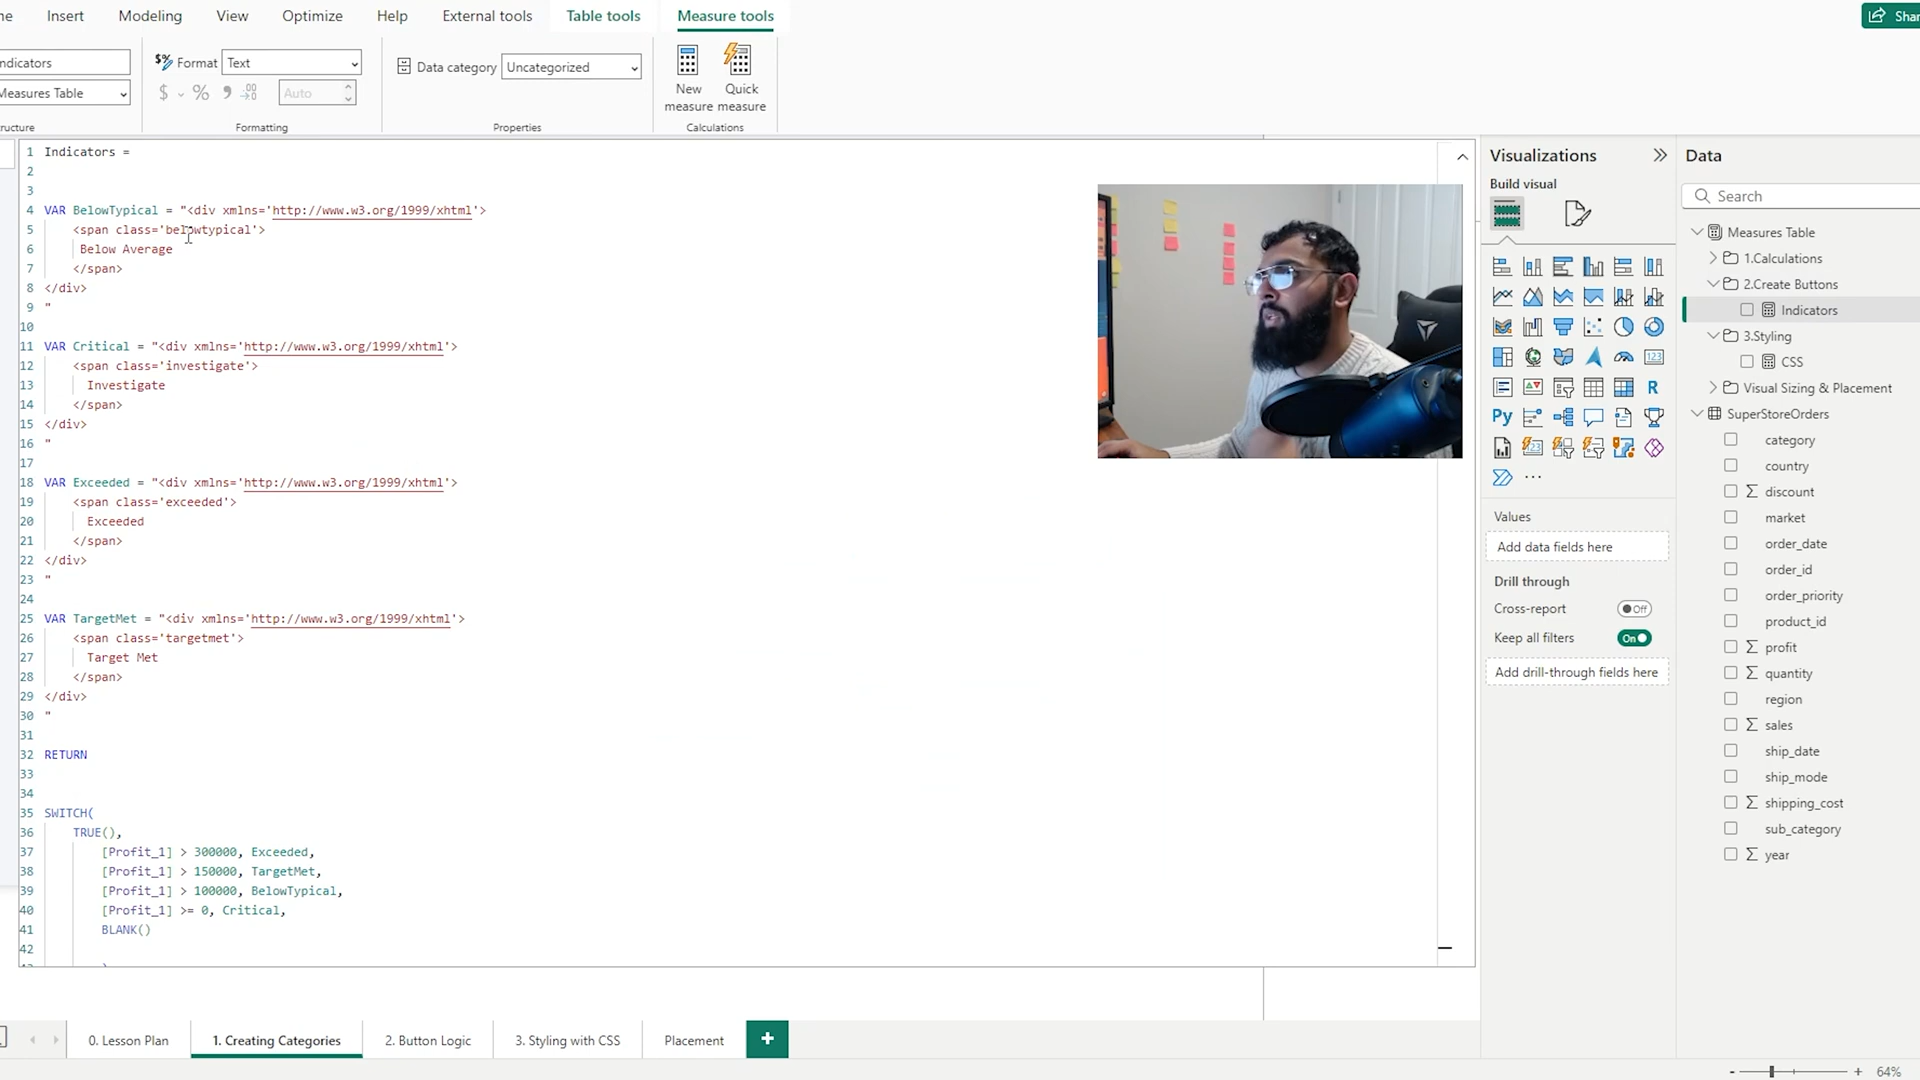 Insert Modeling View Optimize Help External tools Table tools Measure tools
Format Text
Data category Uncategorized
Measures Table
$ % Auto
New measure
Quick measure
Formatting
Properties
Calculations
1 Indicators =
2
3
4 VAR BelowTypical = "<div xmlns='http://www.w3.org/1999/xhtml'>
5 <span class='belowtypical'>
6 Below Average
7 </span>
8 </div>
9 "
10
11 VAR Critical = "<div xmlns='http://www.w3.org/1999/xhtml'>
12 <span class='investigate'>
13 Investigate
14 </span>
15 </div>
16 "
17
18 VAR Exceeded = "<div xmlns='http://www.w3.org/1999/xhtml'>
19 <span class='exceeded'>
20 Exceeded
21 </span>
22 </div>
23 "
24
25 VAR TargetMet = "<div xmlns='http://www.w3.org/1999/xhtml'>
26 <span class='targetmet'>
27 Target Met
28 </span>
29 </div>
30 "
31
32 RETURN
33
34
35 SWITCH(
36 TRUE(),
37 [Profit_1] > 300000, Exceeded,
38 [Profit_1] > 150000, TargetMet,
39 [Profit_1] > 100000, BelowTypical,
40 [Profit_1] >= 0, Critical,
41 BLANK()
42
Visualizations
Build visual
123
R
Py
Values
Add data fields here
Drill through
Cross-report Off
Keep all filters On
Add drill-through fields here
Data
Search
Measures Table
1.Calculations
2.Create Buttons
Indicators
3.Styling
CSS
Visual Sizing & Placement
SuperStoreOrders
category
country
discount
market
order_date
order_id
order_priority
product_id
profit
quantity
region
sales
ship_date
ship_mode
shipping_cost
sub_category
year
0. Lesson Plan
1. Creating Categories
2. Button Logic
3. Styling with CSS
Placement
+
- + 64%